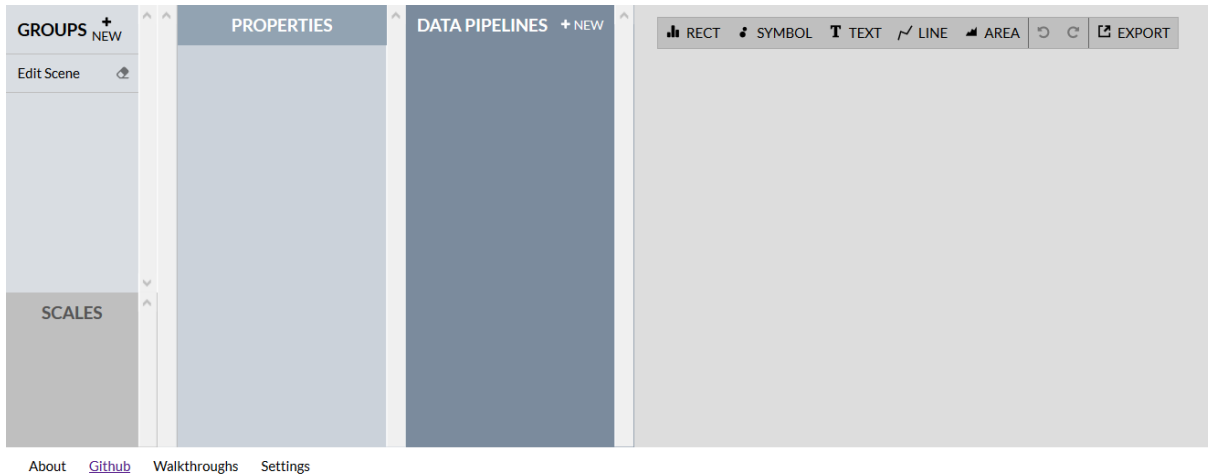 GROUPS + NEW
Edit Scene
SCALES
PROPERTIES
DATA PIPELINES + NEW
RECT SYMBOL T TEXT LINE AREA EXPORT
About Github Walkthroughs Settings